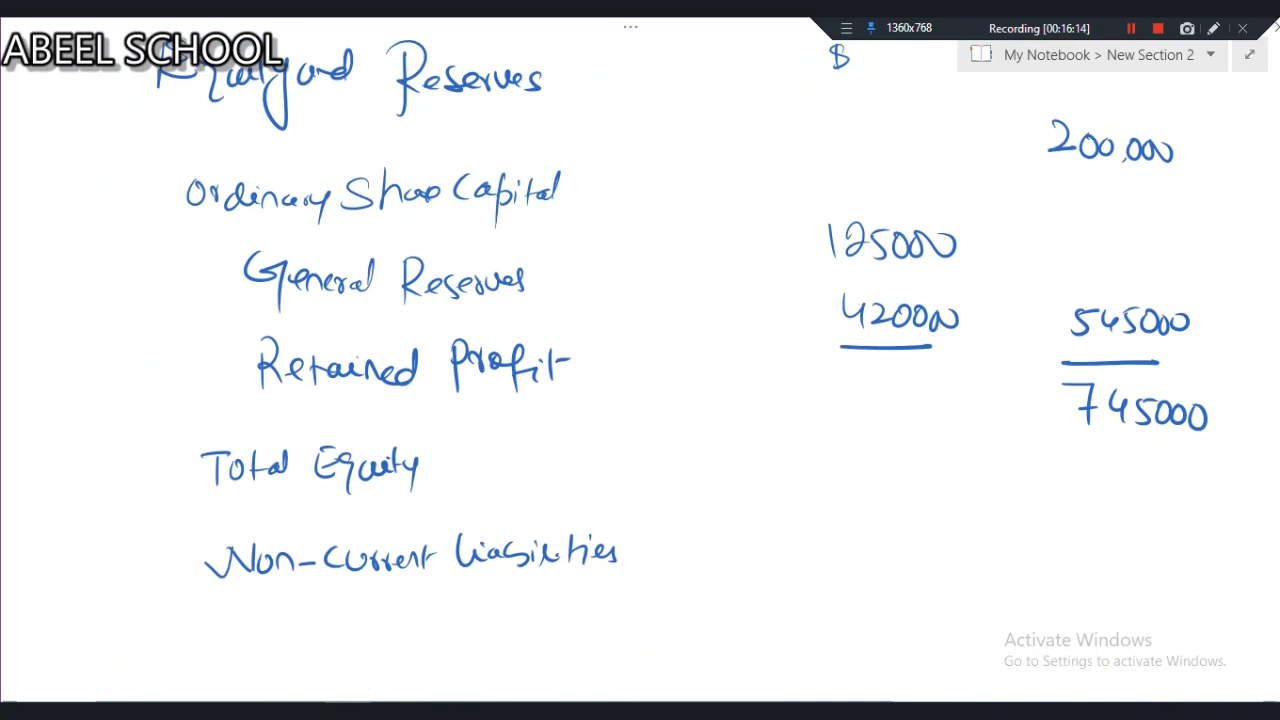 ABEEL SCHOOL
1360x768
Recording [00:16:14]
My Notebook > New Section 2
Equity and Reserves
$
200,000
Ordinary Share Capital
125000
General Reserves
420000 545000
Retained Profit
745000
Total Equity
Non-Current Liabilities
Activate Windows
Go to Settings to activate Windows.